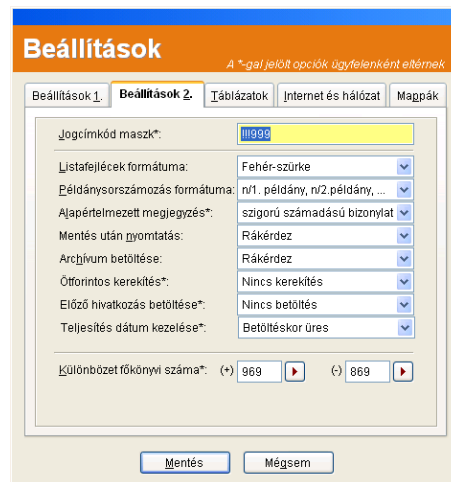 Beállítások
A *-gal jelölt opciók ügyfelenként eltérnek
Beállítások 1. Beállítások 2. Táblázatok Internet és hálózat Mappák
Jogcímkód maszk*: !!!999
Listafejlécek formátuma: Fehér-szürke
Példánysorszámozás formátuma: n/1. példány, n/2.példány, ...
Alapértelmezett megjegyzés*: szigorú számadású bizonylat
Mentés után nyomtatás: Rákérdez
Archívum betöltése: Rákérdez
Ötforintos kerekítés*: Nincs kerekítés
Előző hivatkozás betöltése*: Nincs betöltés
Teljesítés dátum kezelése*: Betöltéskor üres
Különbözet főkönyvi száma*: (+) 969 (-) 869
Mentés Mégsem